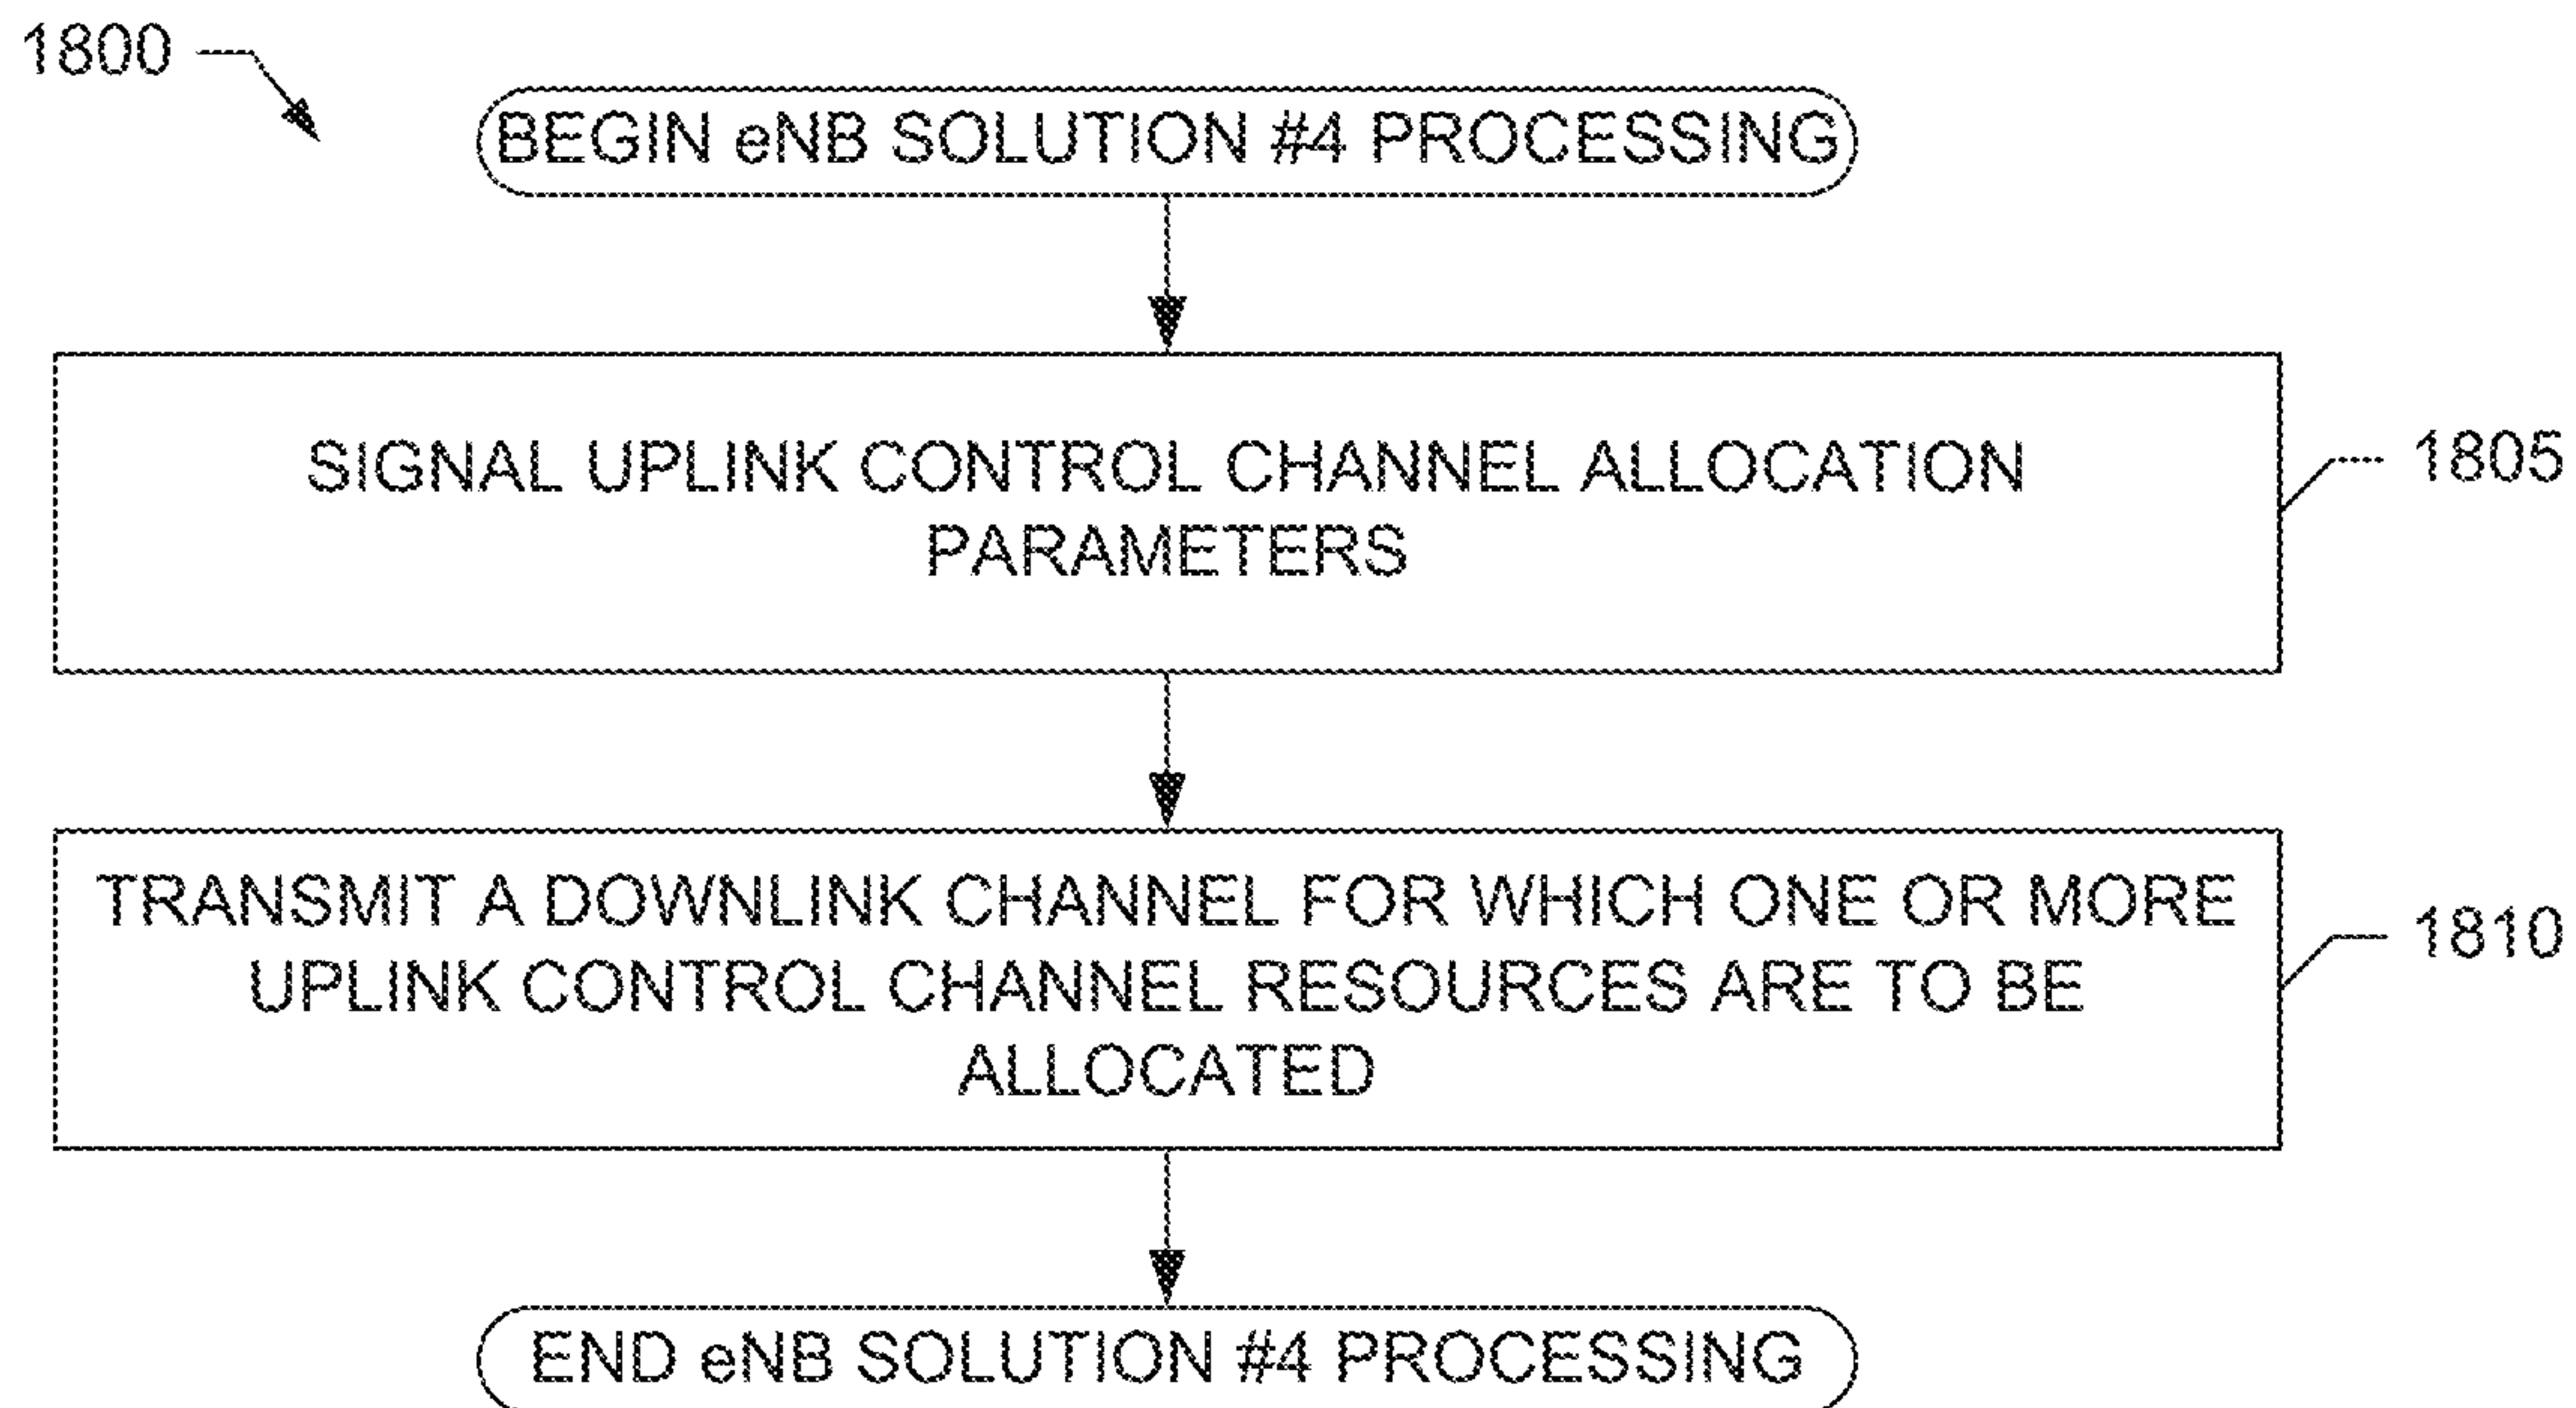 1800
BEGIN eNB SOLUTION #4 PROCESSING
SIGNAL UPLINK CONTROL CHANNEL ALLOCATION
PARAMETERS
1805
TRANSMIT A DOWNLINK CHANNEL FOR WHICH ONE OR MORE
UPLINK CONTROL CHANNEL RESOURCES ARE TO BE
ALLOCATED
1810
END eNB SOLUTION #4 PROCESSING